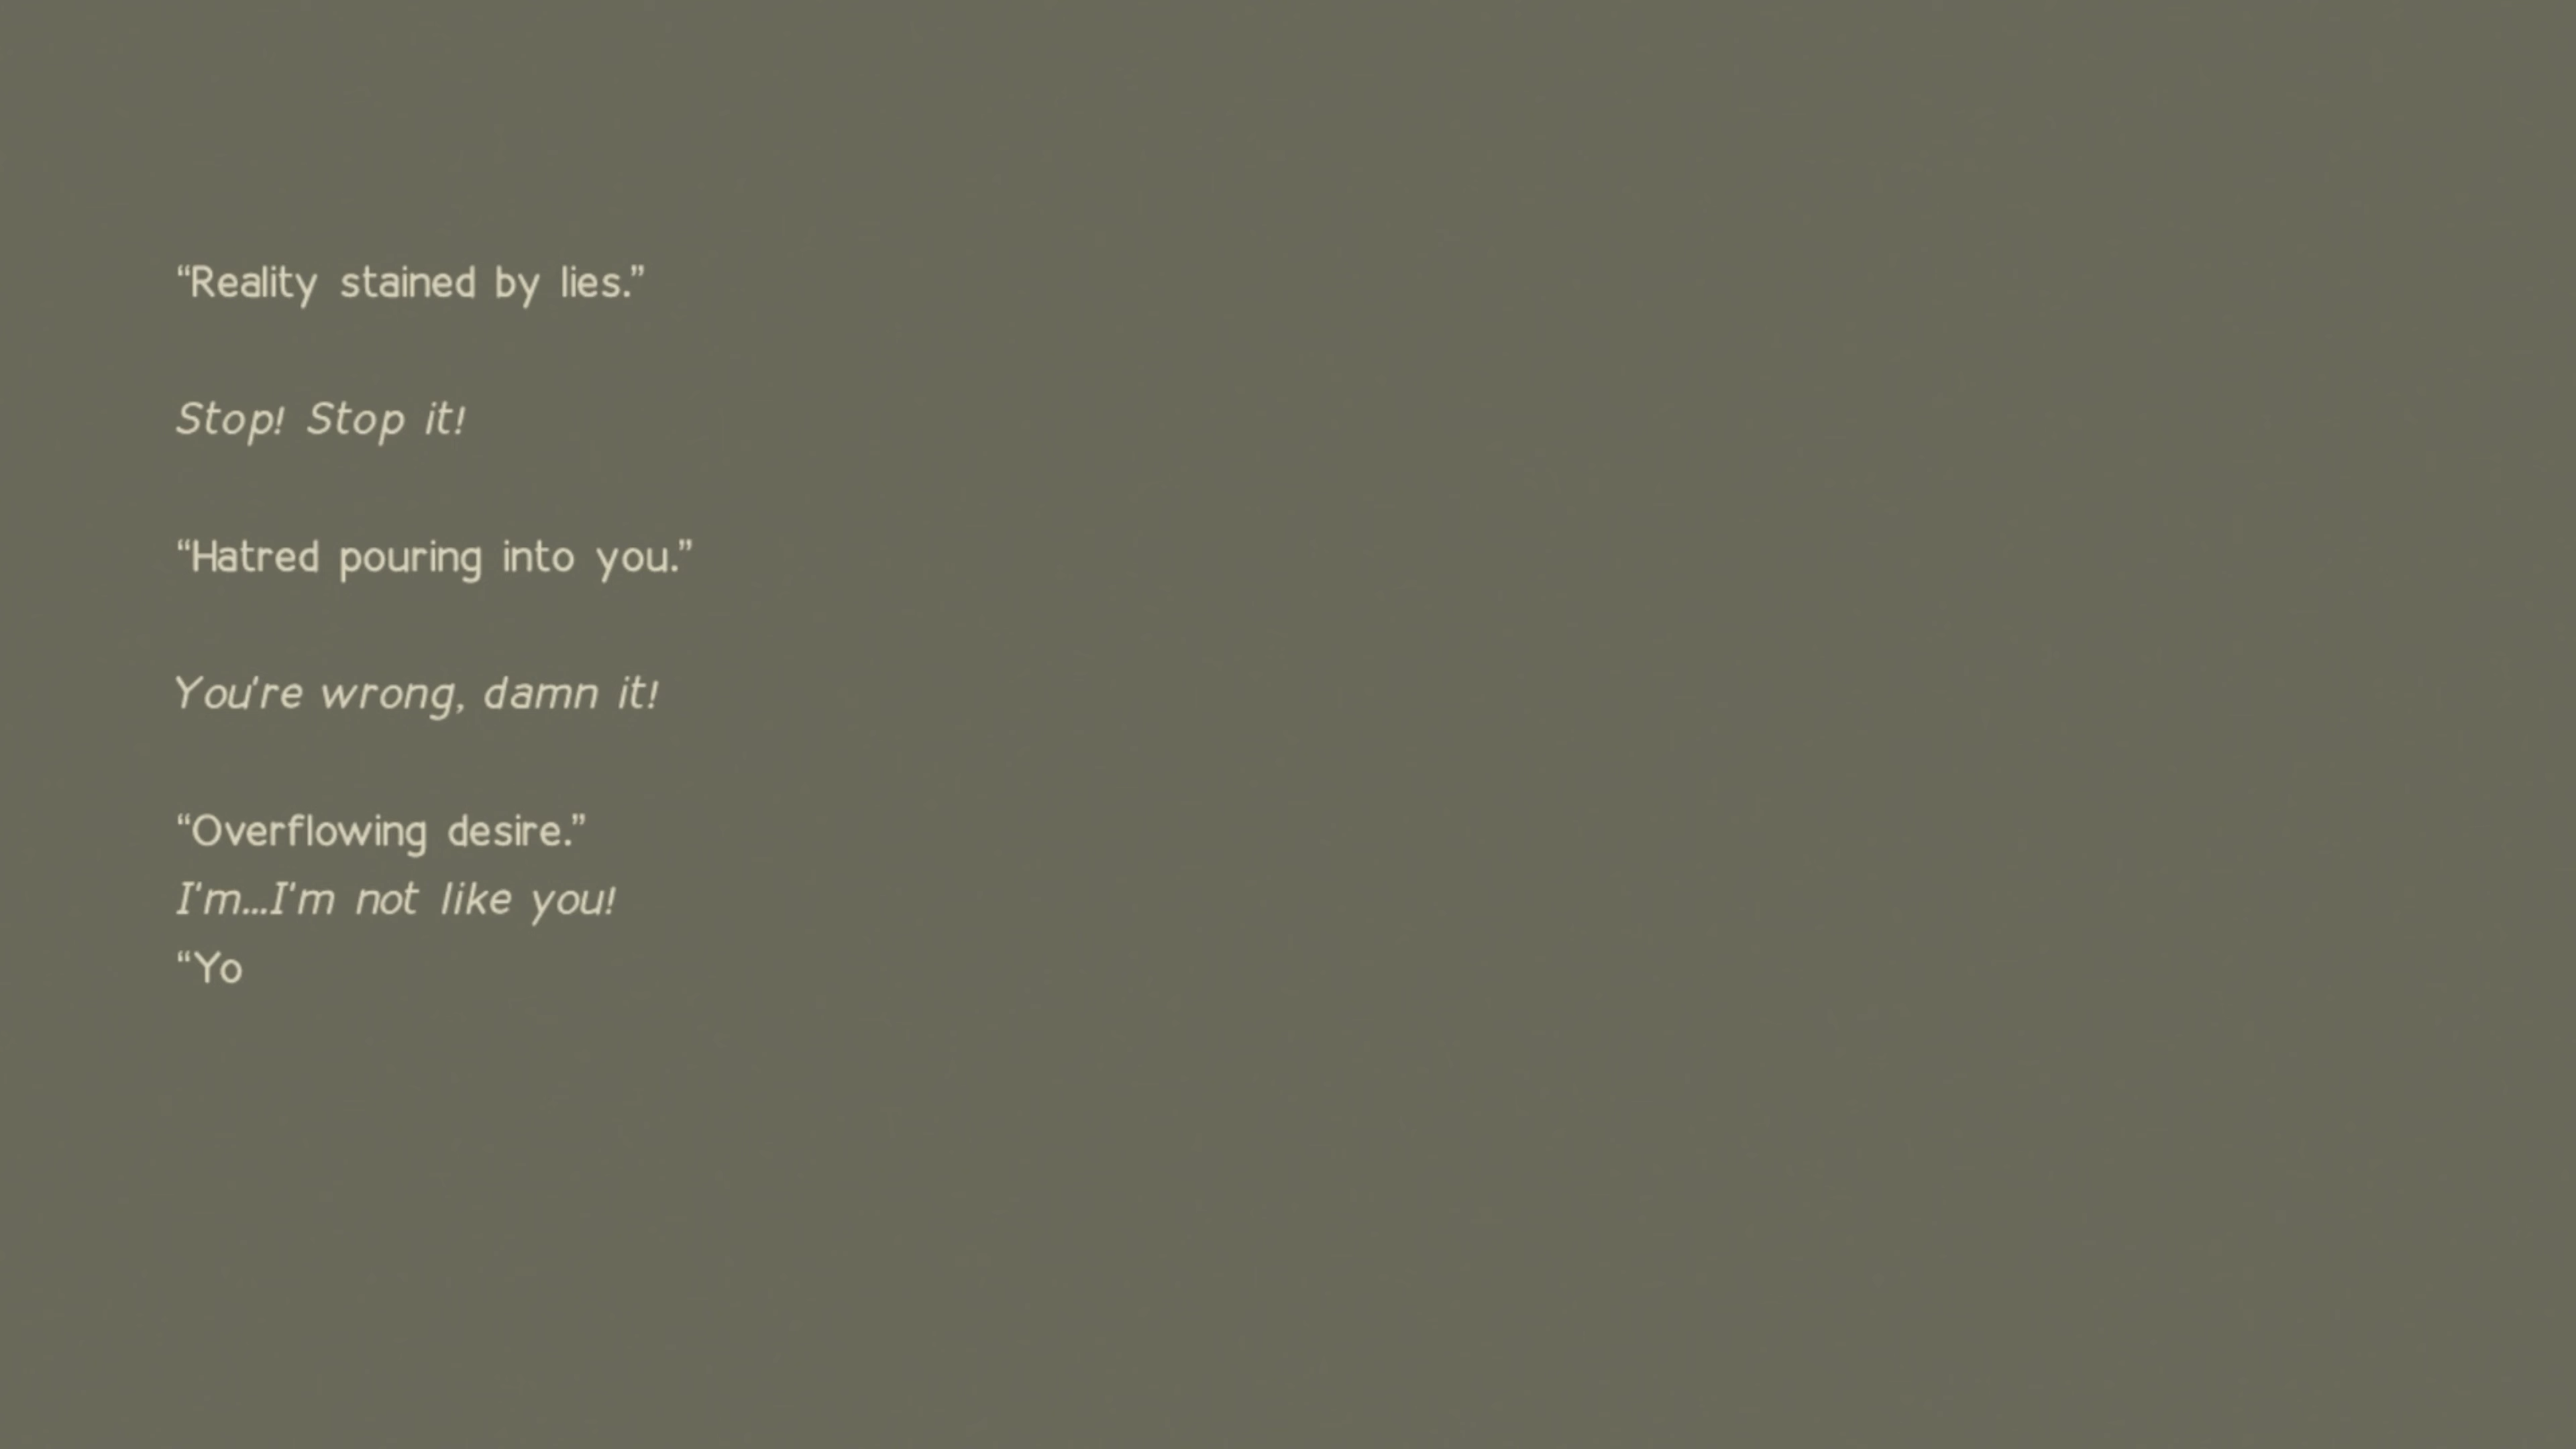 “Reality stained by lies.”
Stop! Stop it!
“Hatred pouring into you.”
You're wrong, damn it!
“Overflowing desire.”
I'm...I'm not like you!
“Yo